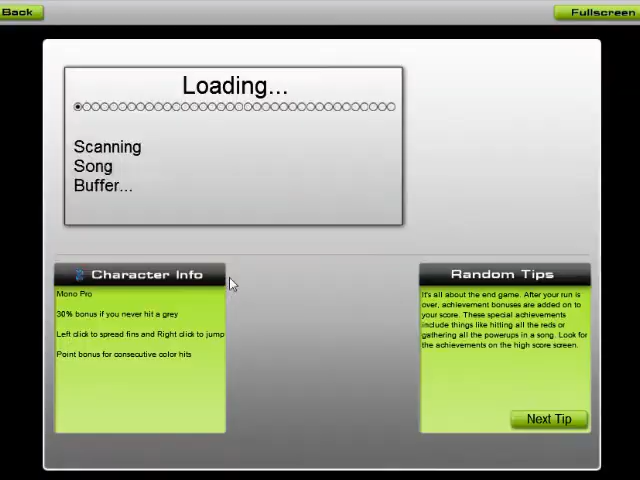 Back
Fullscreen
Loading...
Scanning
Song
Buffer...
Character Info
Mono Pro
30% bonus if you never hit a grey
Left click to spread fins and Right click to jump
Point bonus for consecutive color hits
Random Tips
It's all about the end game. After your run is
over, achievement bonuses are added on to
your score. These special achievements
include things like hitting all the reds or
gathering all the powerups in a song. Look for
the achievements on the high score screen.
Next Tip